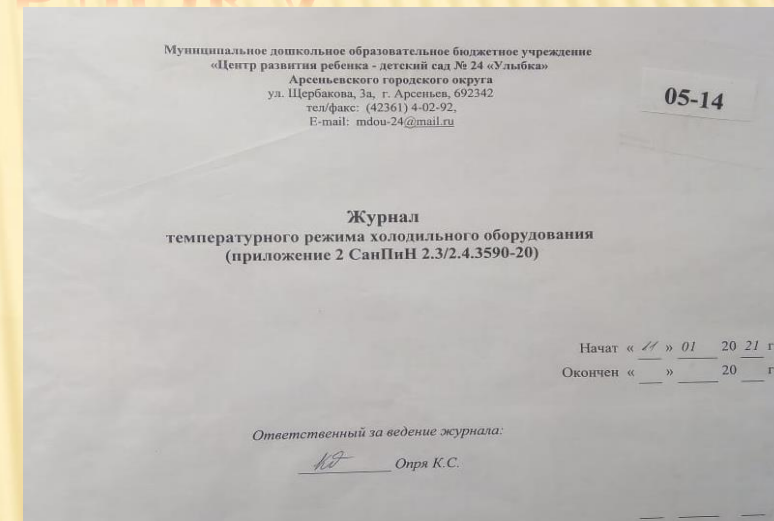 Муниципальное дошкольное образовательное бюджетное учреждение
«Центр развития ребенка - детский сад № 24 «Улыбка»
Арсеньевского городского округа
ул. Щербакова, 3а, г. Арсеньев, 692342
тел/факс: (42361) 4-02-92,
E-mail: mdou-24@mail.ru
05-14
Журнал
температурного режима холодильного оборудования
(приложение 2 СанПиН 2.3/2.4.3590-20)
Начат « 11 » 01 20 21 г
Окончен « » 20 г
Ответственный за ведение журнала:
Опря К.С.